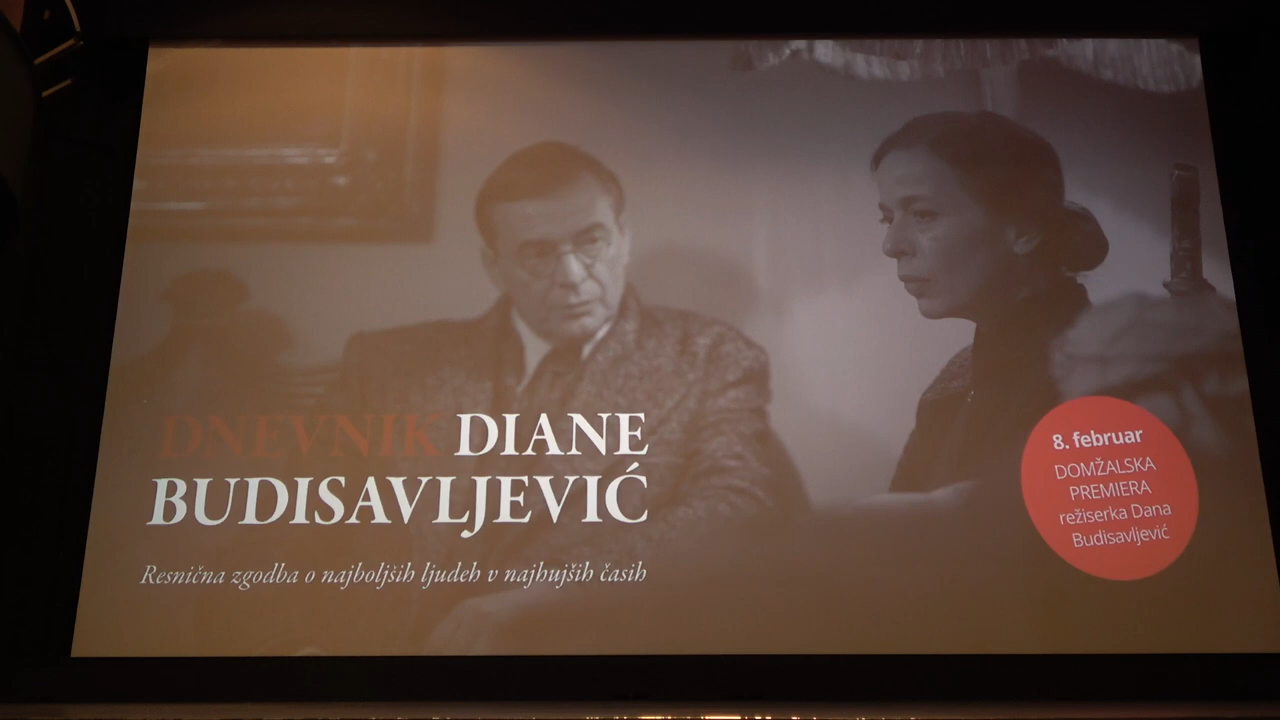 DNEVNIK DIANE
BUDISAVLJEVIĆ
Resnična zgodba o najboljših ljudeh v najhujših časih
8. februar
DOMŽALSKA
PREMIERA
režiserka Dana
Budisavljević